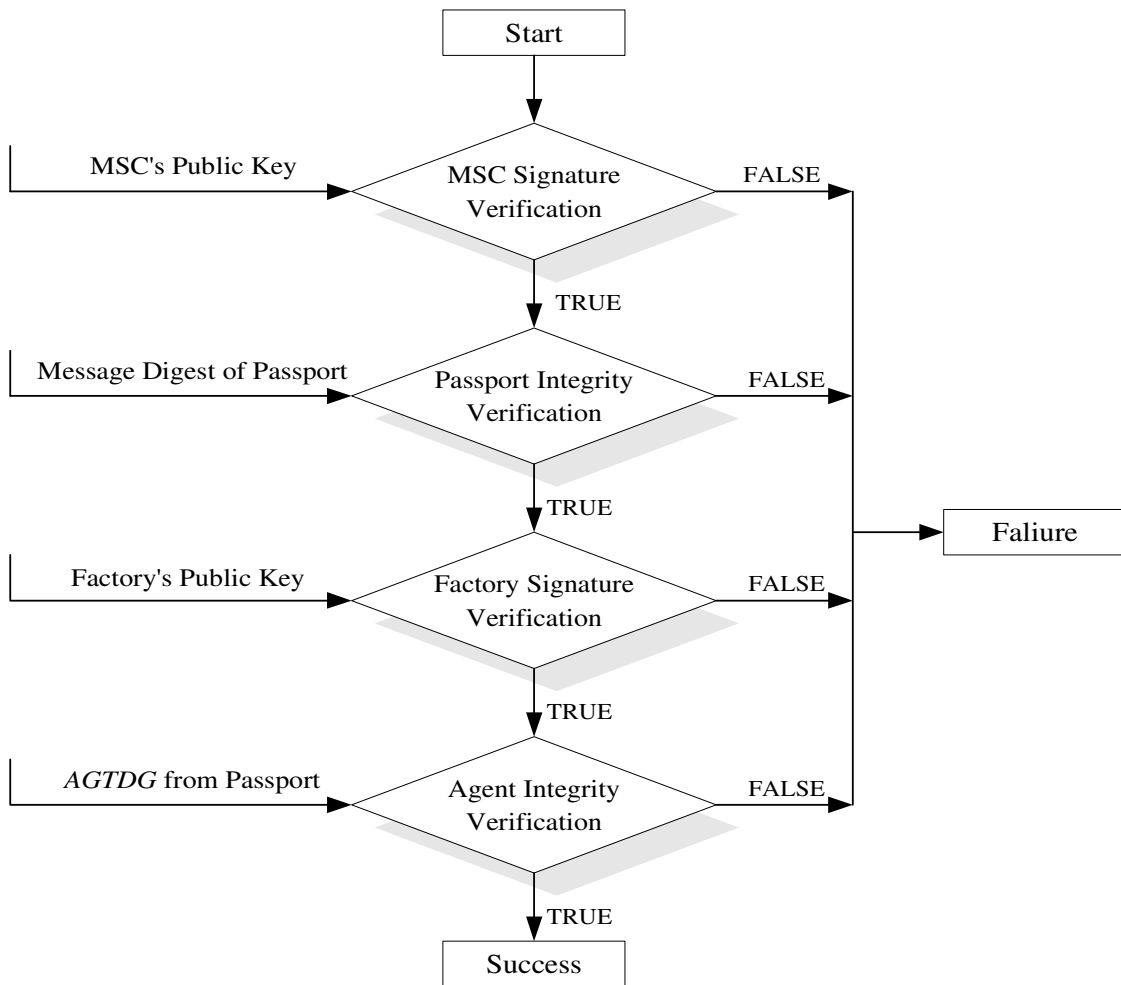 Start
MSC's Public Key
MSC Signature
Verification
FALSE
TRUE
Message Digest of Passport
Passport Integrity
Verification
FALSE
TRUE
Faliure
Factory's Public Key
Factory Signature
Verification
FALSE
TRUE
AGTDG from Passport
Agent Integrity
Verification
FALSE
TRUE
Success